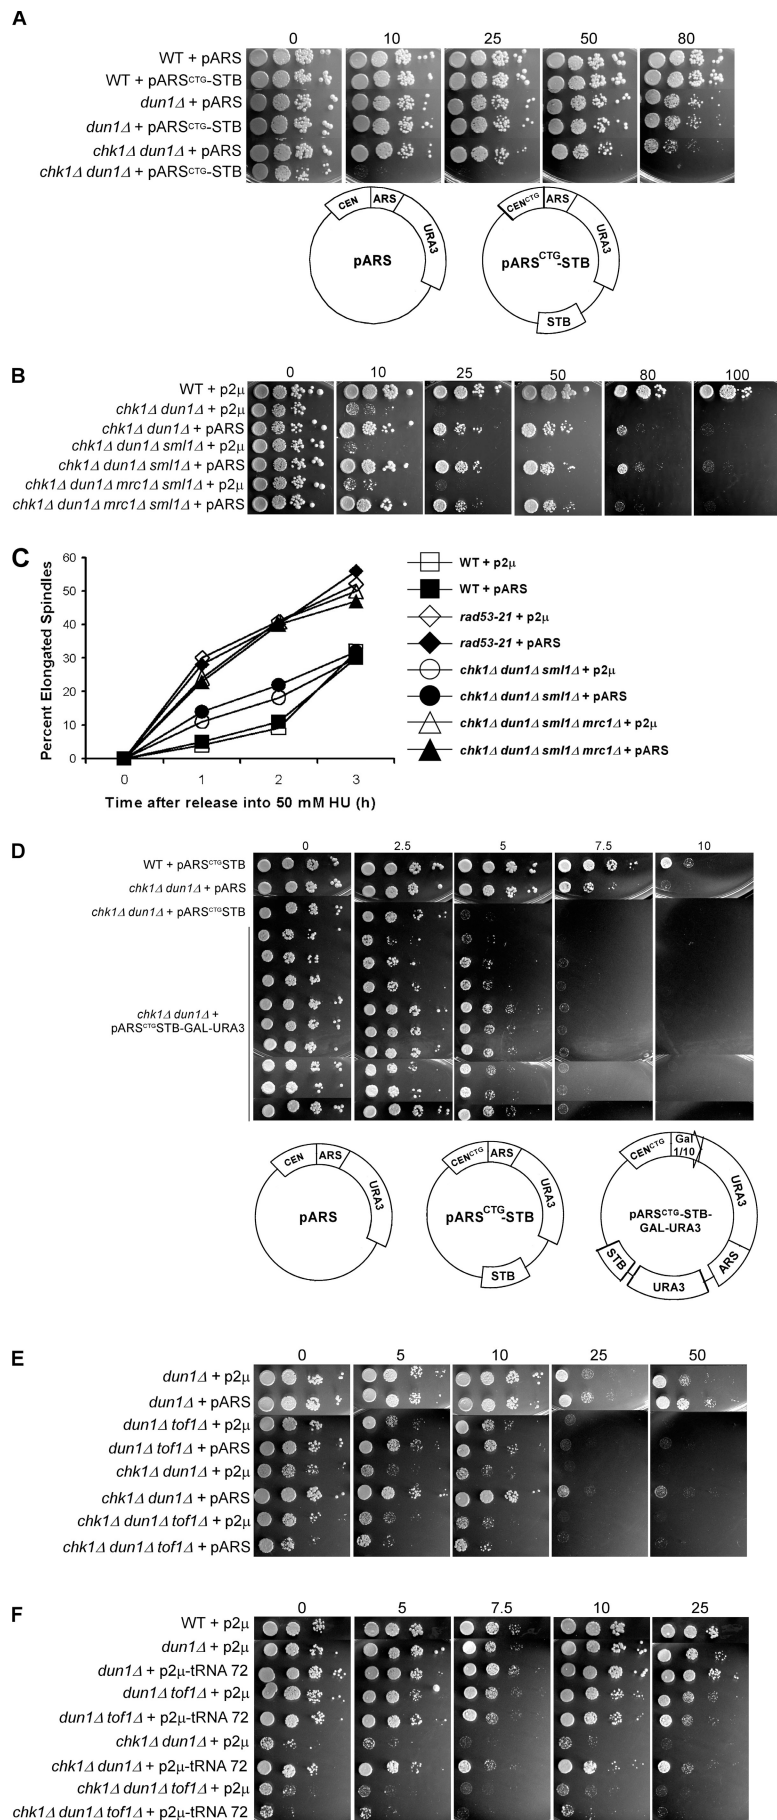 A
0 10 25 50 80
WT + pARS
WT + pARSCTG-STB
dun1Δ + pARS
dun1Δ + pARSCTG-STB
chk1Δ dun1Δ + pARS
chk1Δ dun1Δ + pARSCTG-STB
CEN ARS URA3
pARS
CENCTG ARS URA3
pARSCTG-STB
STB
B
0 10 25 50 80 100
WT + p2µ
chk1Δ dun1Δ + p2µ
chk1Δ dun1Δ + pARS
chk1Δ dun1Δ sml1Δ + p2µ
chk1Δ dun1Δ sml1Δ + pARS
chk1Δ dun1Δ mrc1Δ sml1Δ + p2µ
chk1Δ dun1Δ mrc1Δ sml1Δ + pARS
C
Percent Elongated Spindles
60
50
40
30
20
10
0
0 1 2 3
Time after release into 50 mM HU (h)
WT + p2µ
WT + pARS
rad53-21 + p2µ
rad53-21 + pARS
chk1Δ dun1Δ sml1Δ + p2µ
chk1Δ dun1Δ sml1Δ + pARS
chk1Δ dun1Δ sml1Δ mrc1Δ + p2µ
chk1Δ dun1Δ sml1Δ mrc1Δ + pARS
D
0 2.5 5 7.5 10
WT + pARSCTGSTB
chk1Δ dun1Δ + pARS
chk1Δ dun1Δ + pARSCTGSTB
chk1Δ dun1Δ +
pARSCTGSTB-GAL-URA3
CEN ARS URA3
pARS
CENCTG ARS URA3
pARSCTG-STB
STB
CENCTG Gal
1/10
URA3
pARSCTG-STB-
GAL-URA3
STB URA3 ARS
E
0 5 10 25 50
dun1Δ + p2µ
dun1Δ + pARS
dun1Δ tof1Δ + p2µ
dun1Δ tof1Δ + pARS
chk1Δ dun1Δ + p2µ
chk1Δ dun1Δ + pARS
chk1Δ dun1Δ tof1Δ + p2µ
chk1Δ dun1Δ tof1Δ + pARS
F
0 5 7.5 10 25
WT + p2µ
dun1Δ + p2µ
dun1Δ + p2µ-tRNA 72
dun1Δ tof1Δ + p2µ
dun1Δ tof1Δ + p2µ-tRNA 72
chk1Δ dun1Δ + p2µ
chk1Δ dun1Δ + p2µ-tRNA 72
chk1Δ dun1Δ tof1Δ + p2µ
chk1Δ dun1Δ tof1Δ + p2µ-tRNA 72